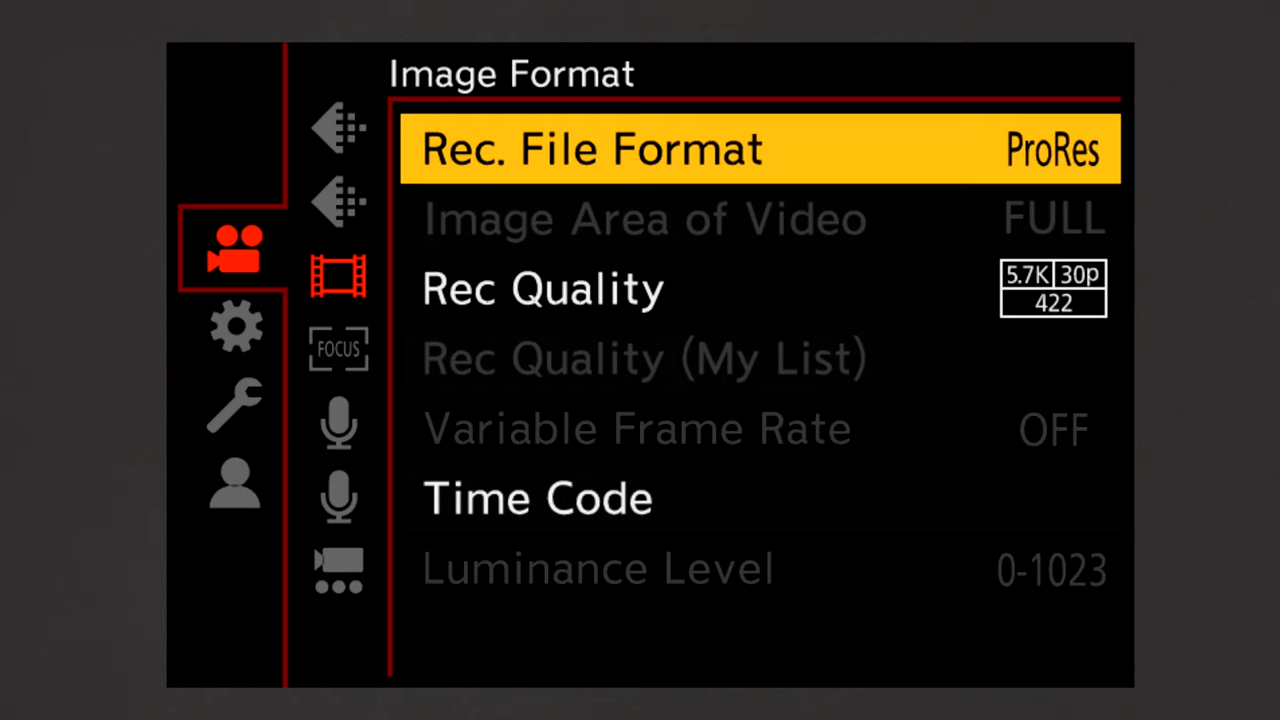 Image Format
Rec. File Format ProRes
Image Area of Video FULL
Rec Quality 5.7K 30p 422
Rec Quality (My List)
FOCUS
Variable Frame Rate OFF
Time Code
Luminance Level 0-1023